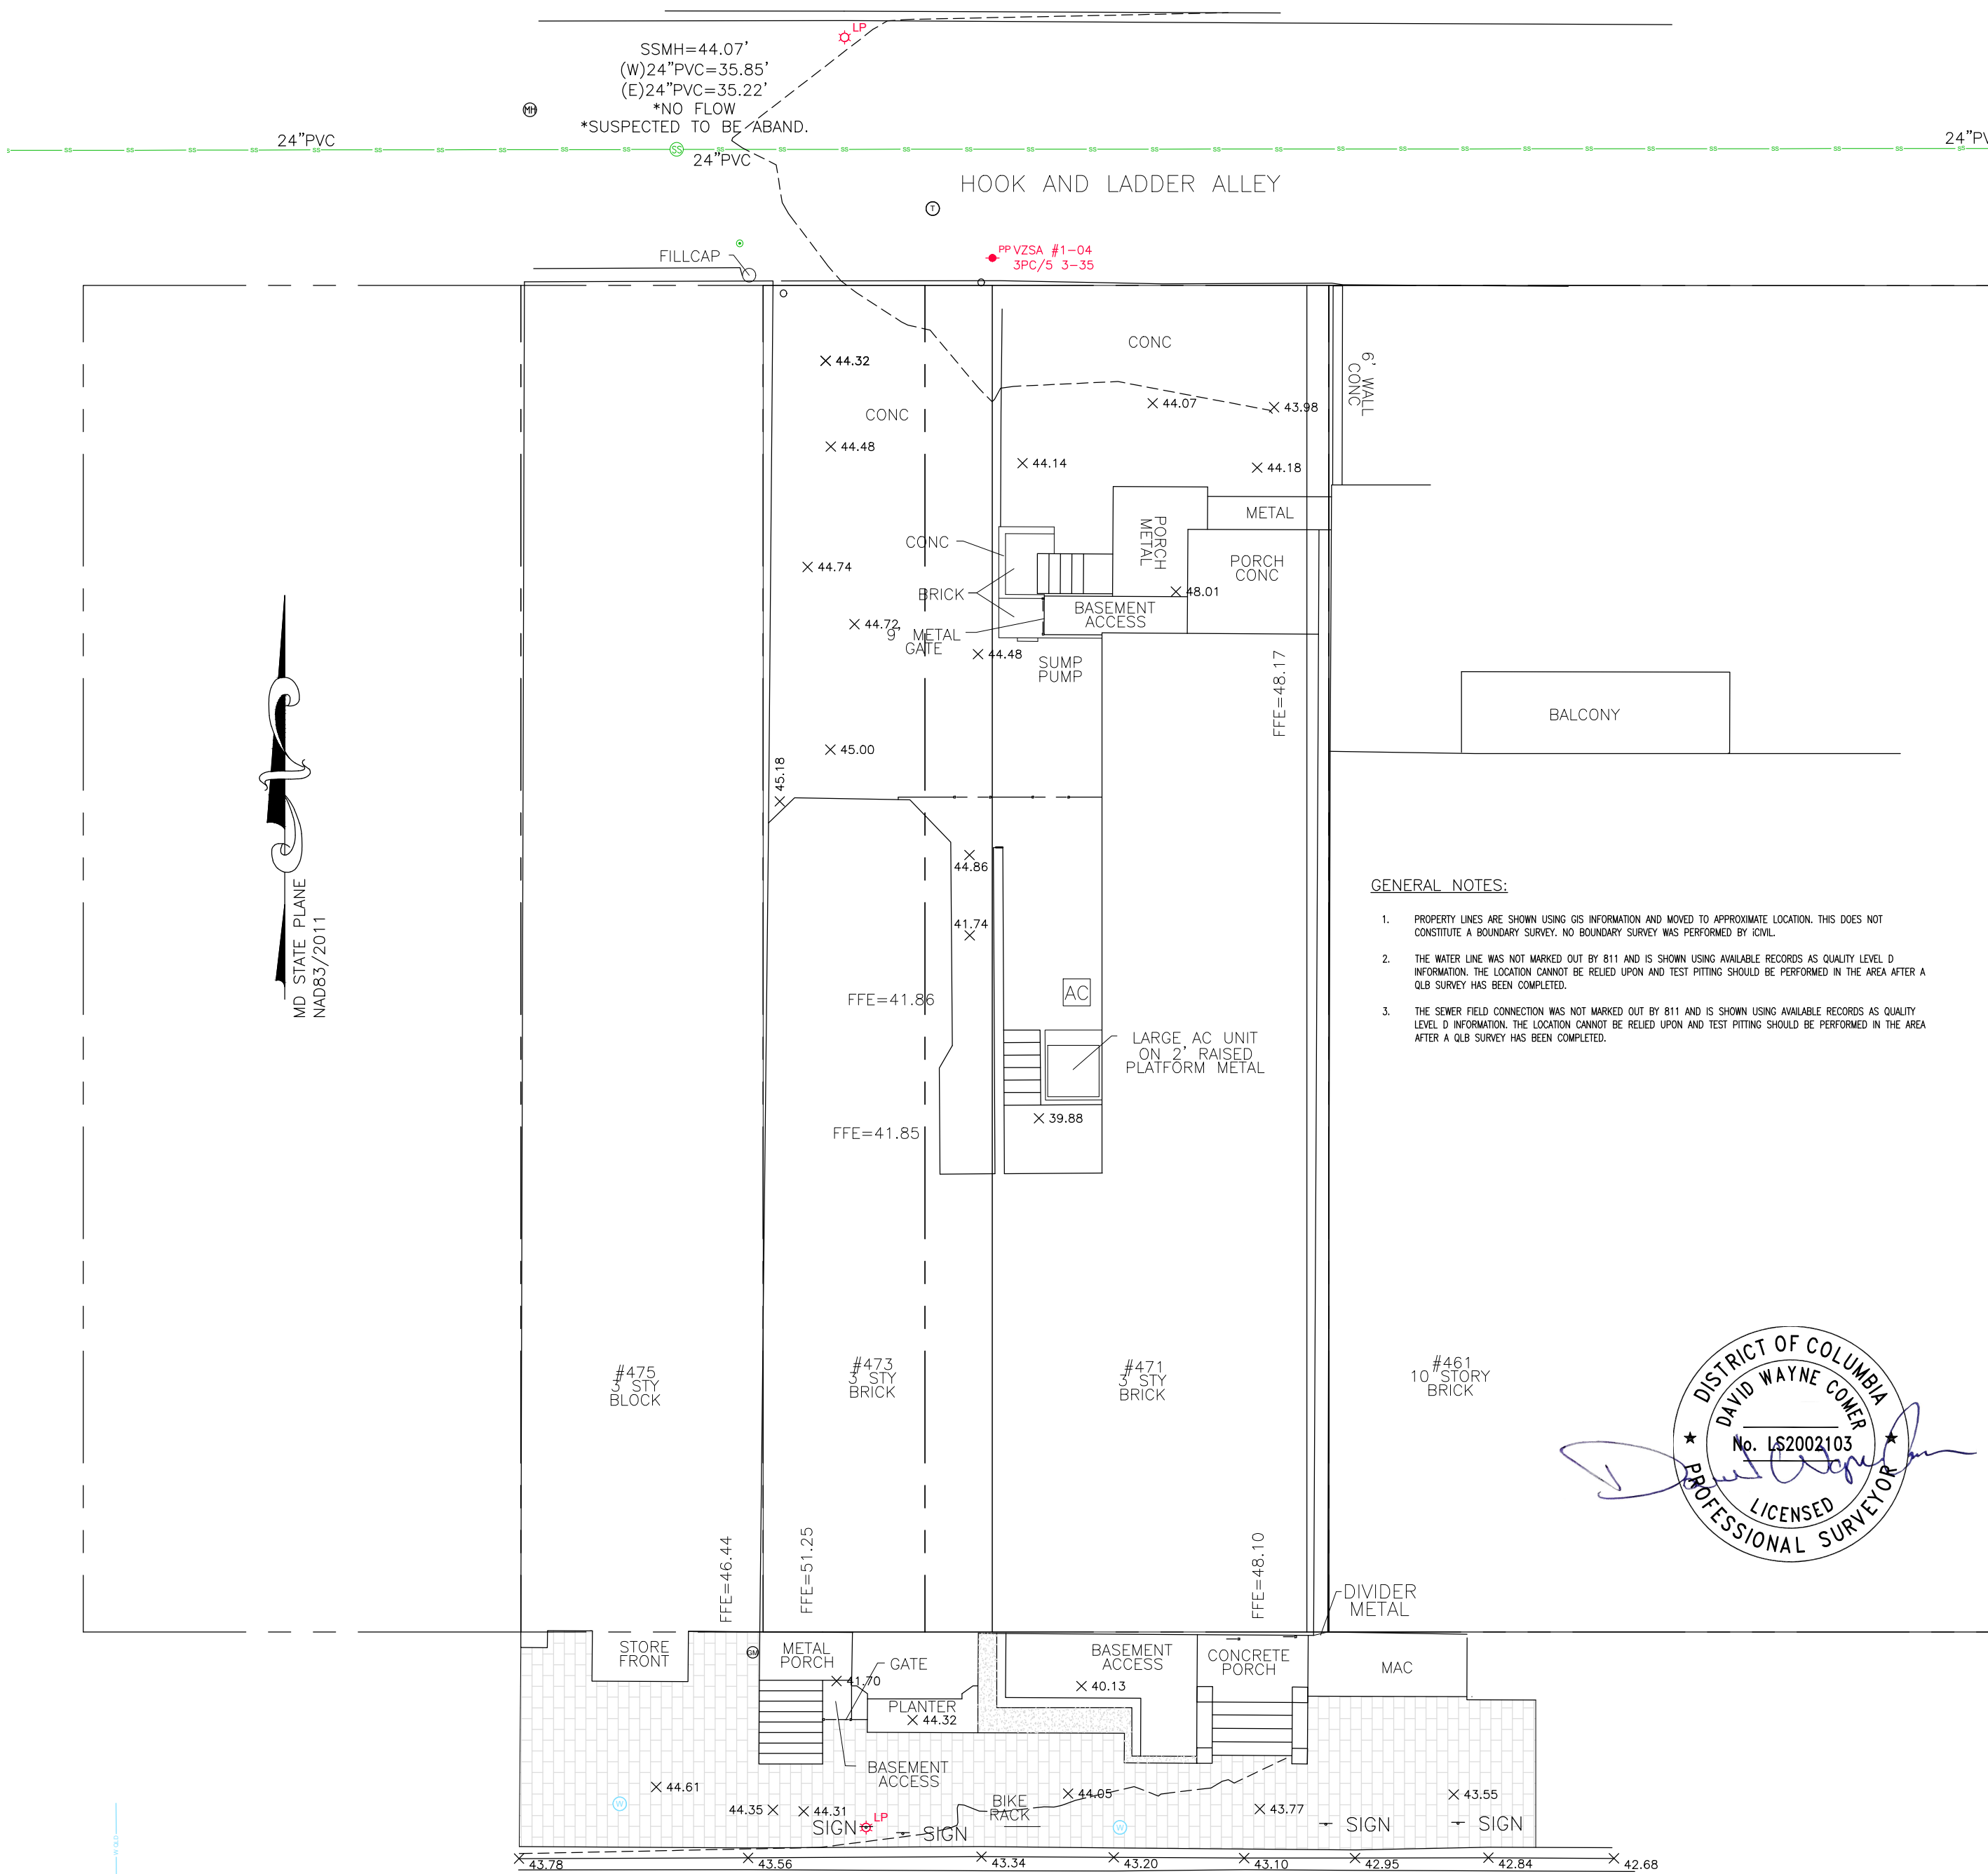 LP
SSMH=44.07'
(W)24"PVC=35.85'
(E)24"PVC=35.22'
*NO FLOW
*SUSPECTED TO BE ABAND.
MH
24"PVC
SS
24"PVC
HOOK AND LADDER ALLEY
T
FILLCAP
PP VZSA #1-04
3PC/5 3-35
CONC
6' WALL
CONC
44.32
CONC
44.07
43.98
44.48
44.14
44.18
METAL
PORCH
METAL
CONC
PORCH
CONC
44.74
BRICK
48.01
BASEMENT
ACCESS
44.72
9' METAL
GATE
44.48
SUMP
PUMP
FFE=48.17
BALCONY
45.00
45.18
44.86
41.74
MD STATE PLANE
NAD83/2011
GENERAL NOTES:
1. PROPERTY LINES ARE SHOWN USING GIS INFORMATION AND MOVED TO APPROXIMATE LOCATION. THIS DOES NOT
CONSTITUTE A BOUNDARY SURVEY. NO BOUNDARY SURVEY WAS PERFORMED BY iCIVIL.
2. THE WATER LINE WAS NOT MARKED OUT BY 811 AND IS SHOWN USING AVAILABLE RECORDS AS QUALITY LEVEL D
INFORMATION. THE LOCATION CANNOT BE RELIED UPON AND TEST PITTING SHOULD BE PERFORMED IN THE AREA AFTER A
QLB SURVEY HAS BEEN COMPLETED.
3. THE SEWER FIELD CONNECTION WAS NOT MARKED OUT BY 811 AND IS SHOWN USING AVAILABLE RECORDS AS QUALITY
LEVEL D INFORMATION. THE LOCATION CANNOT BE RELIED UPON AND TEST PITTING SHOULD BE PERFORMED IN THE AREA
AFTER A QLB SURVEY HAS BEEN COMPLETED.
FFE=41.86
AC
LARGE AC UNIT
ON 2' RAISED
PLATFORM METAL
39.88
FFE=41.85
#475
3 STY
BLOCK
#473
3 STY
BRICK
#471
3 STY
BRICK
#461
10 STORY
BRICK
DISTRICT OF COLUMBIA
DAVID WAYNE COMER
No. LS2002103
LICENSED
PROFESSIONAL SURVEYOR
FFE=46.44
FFE=51.25
FFE=48.10
DIVIDER
METAL
STORE
FRONT
GM
METAL
PORCH
GATE
BASEMENT
ACCESS
CONCRETE
PORCH
MAC
41.70
40.13
PLANTER
44.32
BASEMENT
ACCESS
44.61
W
44.35
44.31
BIKE
RACK
44.05
43.77
43.55
SIGN
LP
SIGN
W
SIGN
SIGN
43.78
43.56
43.34
43.20
43.10
42.95
42.84
42.68